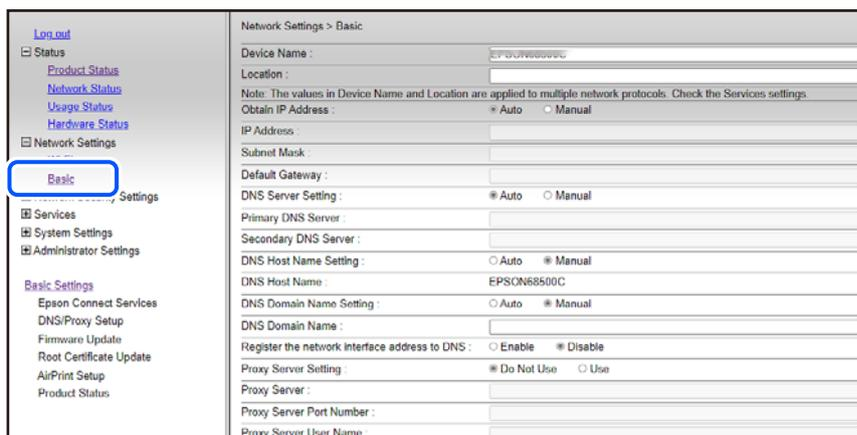 Log out
Status
Product Status
Network Status
Usage Status
Hardware Status
Network Settings
Basic
Settings
Services
System Settings
Administrator Settings
Basic Settings
Epson Connect Services
DNS/Proxy Setup
Firmware Update
Root Certificate Update
AirPrint Setup
Product Status
Network Settings > Basic
Device Name :
Location :
Note: The values in Device Name and Location are applied to multiple network protocols. Check the Services settings.
Obtain IP Address : Auto Manual
IP Address :
Subnet Mask :
Default Gateway :
DNS Server Setting : Auto Manual
Primary DNS Server :
Secondary DNS Server :
DNS Host Name Setting : Auto Manual
DNS Host Name : EPSON68500C
DNS Domain Name Setting : Auto Manual
DNS Domain Name :
Register the network interface address to DNS : Enable Disable
Proxy Server Setting : Do Not Use Use
Proxy Server :
Proxy Server Port Number :
Proxy Server User Name :